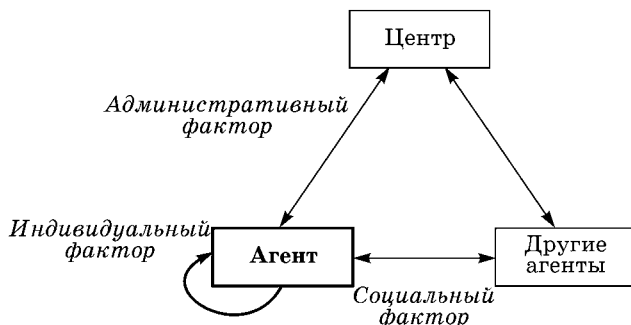 Центр
Административный
фактор
Индивидуальный
фактор
Агент
Другие
агенты
Социальный
фактор